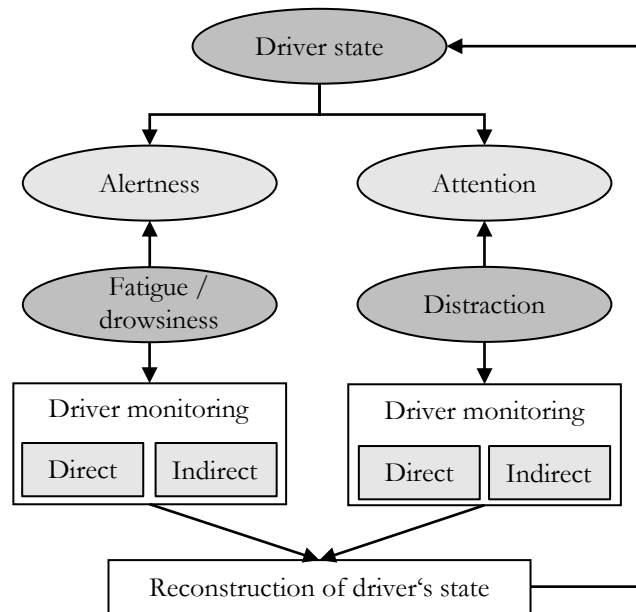 Driver state
Alertness
Attention
Fatigue /
drowsiness
Distraction
Driver monitoring
Direct
Indirect
Driver monitoring
Direct
Indirect
Reconstruction of driver‘s state